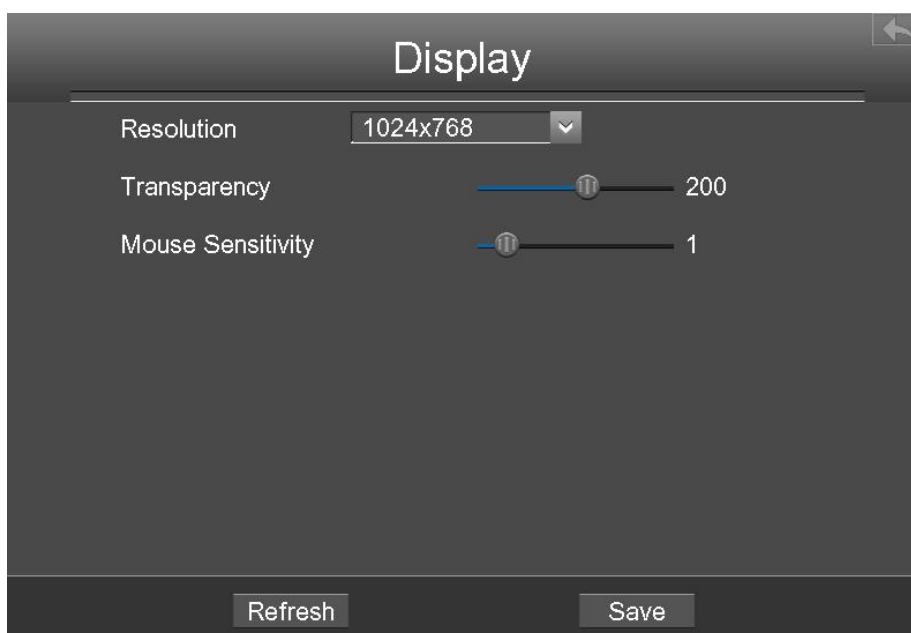 Display
Resolution 1024x768
Transparency 200
Mouse Sensitivity 1
Refresh Save